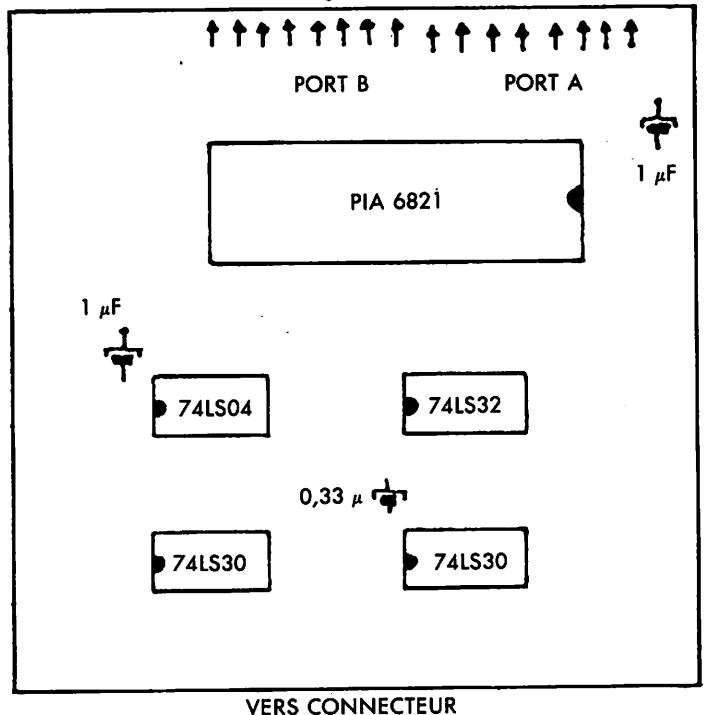 PORT B PORT A
1 µF
PIA 6821
1 µF
74LS04 74LS32
0,33 µ
74LS30 74LS30
VERS CONNECTEUR